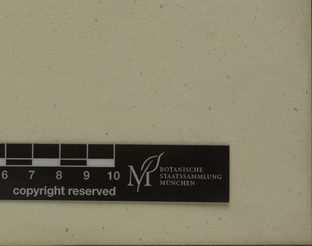 6 7 8 9 10
copyright reserved
BOTANISCHE
STAATSSAMMLUNG
MÜNCHEN